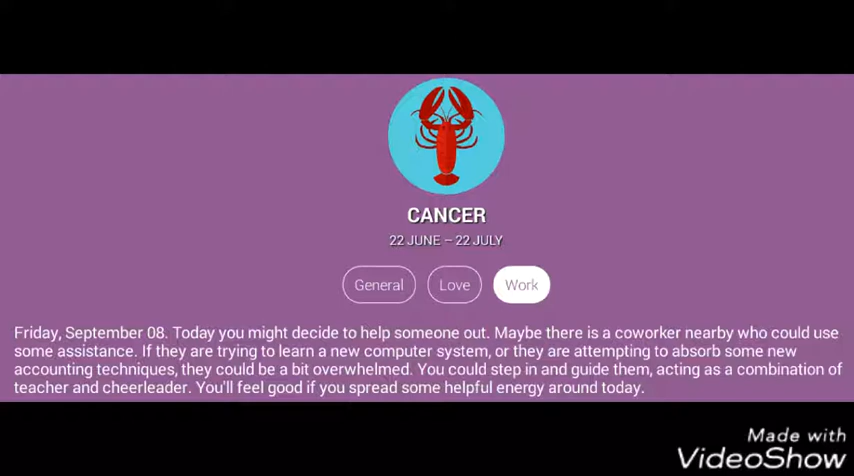 CANCER
22 JUNE – 22 JULY
General Love Work
Friday, September 08. Today you might decide to help someone out. Maybe there is a coworker nearby who could use
some assistance. If they are trying to learn a new computer system, or they are attempting to absorb some new
accounting techniques, they could be a bit overwhelmed. You could step in and guide them, acting as a combination of
teacher and cheerleader. You'll feel good if you spread some helpful energy around today.
Made with
VideoShow